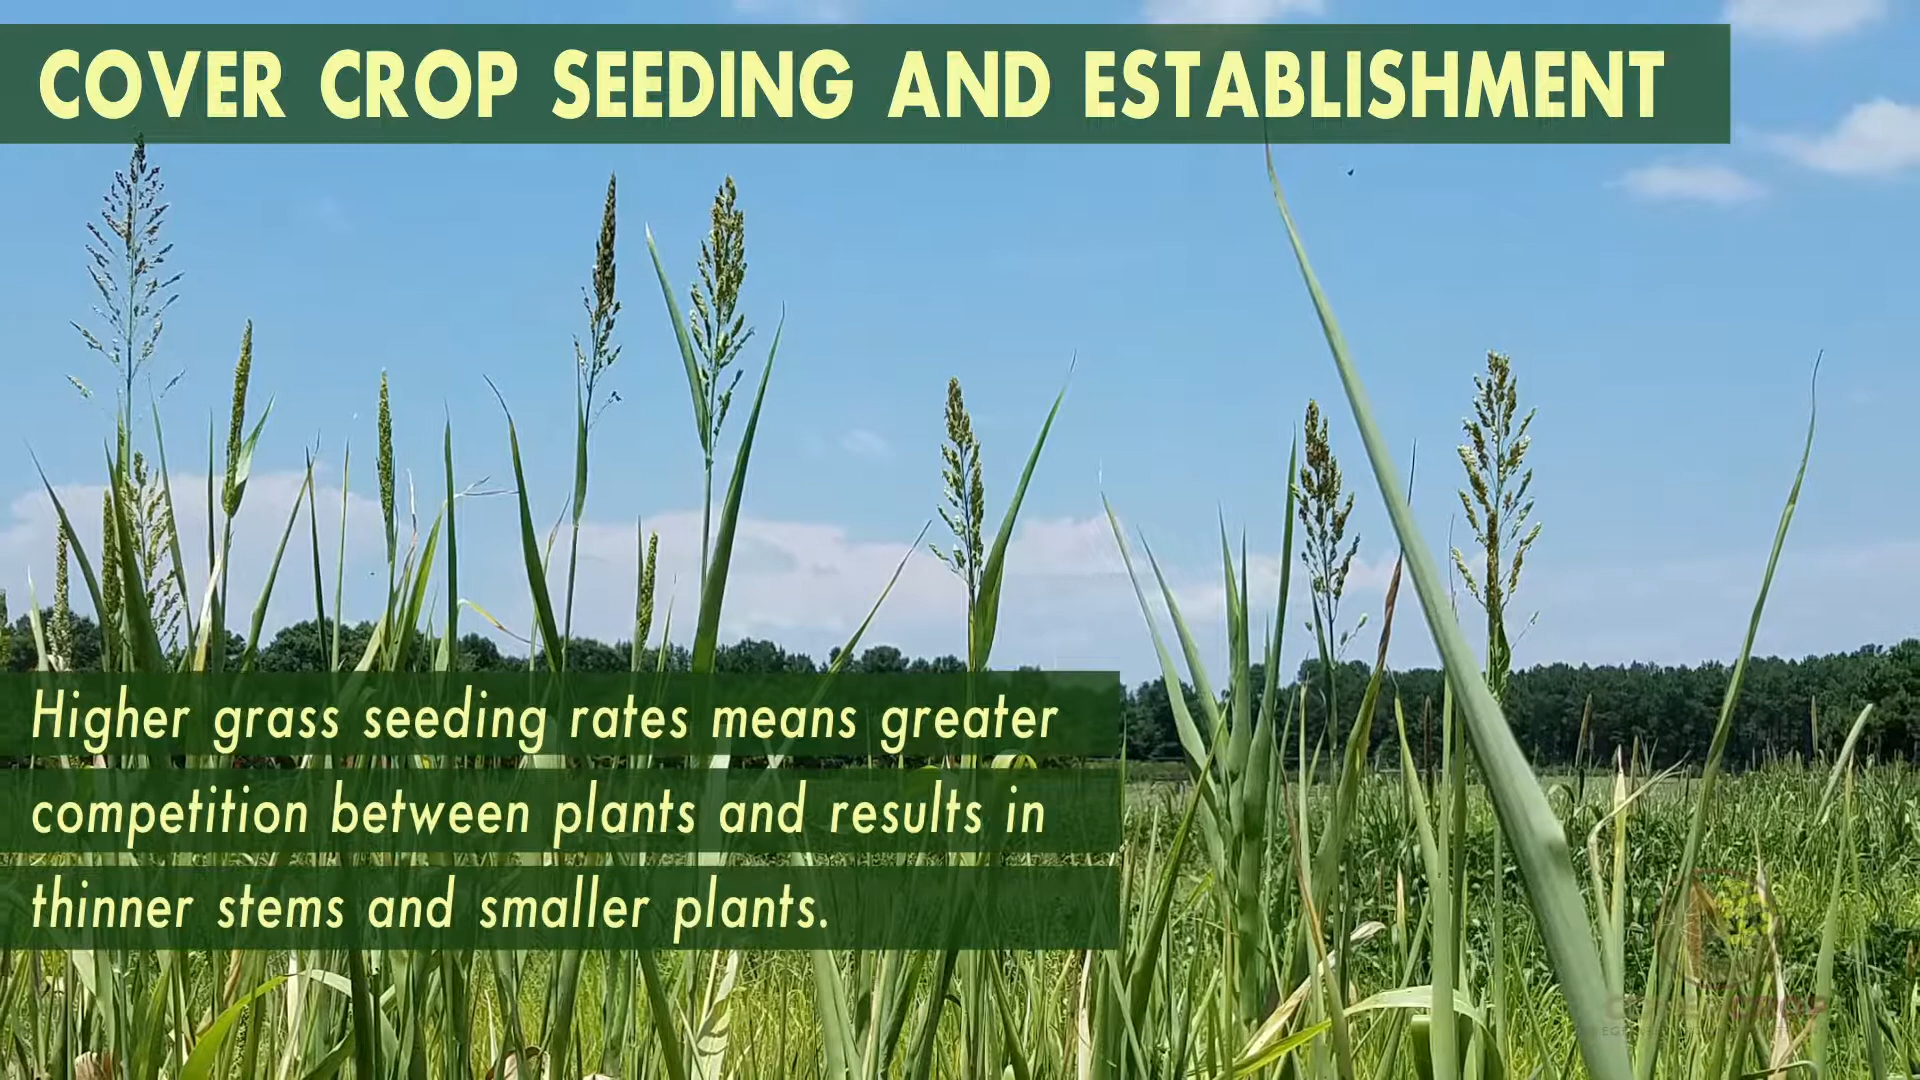 COVER CROP SEEDING AND ESTABLISHMENT
Higher grass seeding rates means greater
competition between plants and results in
thinner stems and smaller plants.